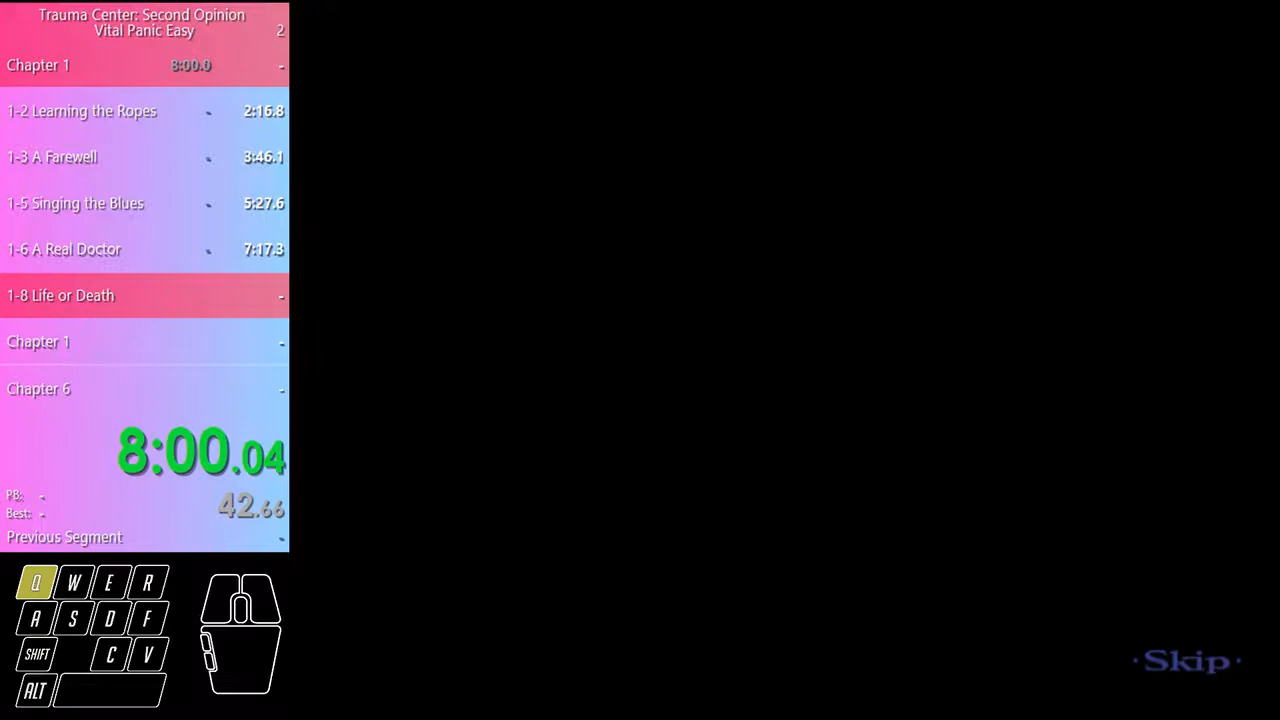 Trauma Center: Second Opinion
Vital Panic Easy 2
Chapter 1 8:00.0 -
1-2 Learning the Ropes - 2:16.8
1-3 A Farewell - 3:46.1
1-5 Singing the Blues - 5:27.6
1-6 A Real Doctor - 7:17.3
1-8 Life or Death -
Chapter 1 -
Chapter 6 -
8:00.04
PB: -
42.66
Best: -
Previous Segment -
Q W E R
A S D F
SHIFT C V
ALT
·Skip·